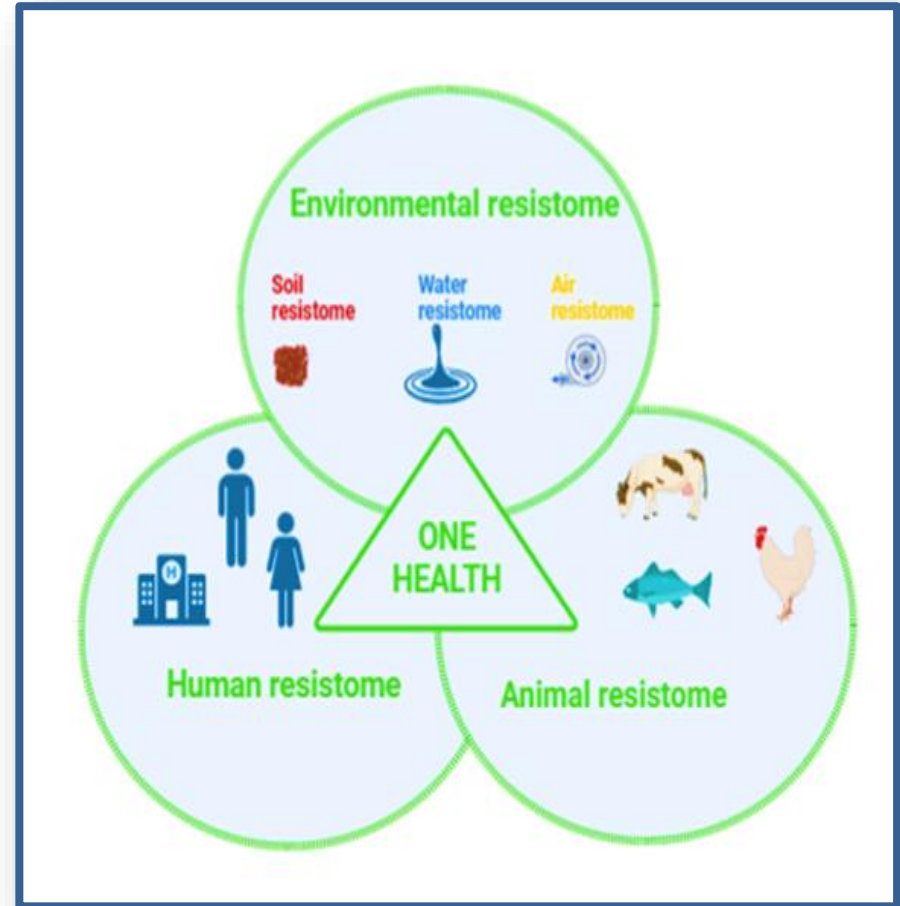 Environmental resistome
Soil
resistome
Water
resistome
Air
resistome
ONE
HEALTH
H
Human resistome
Animal resistome